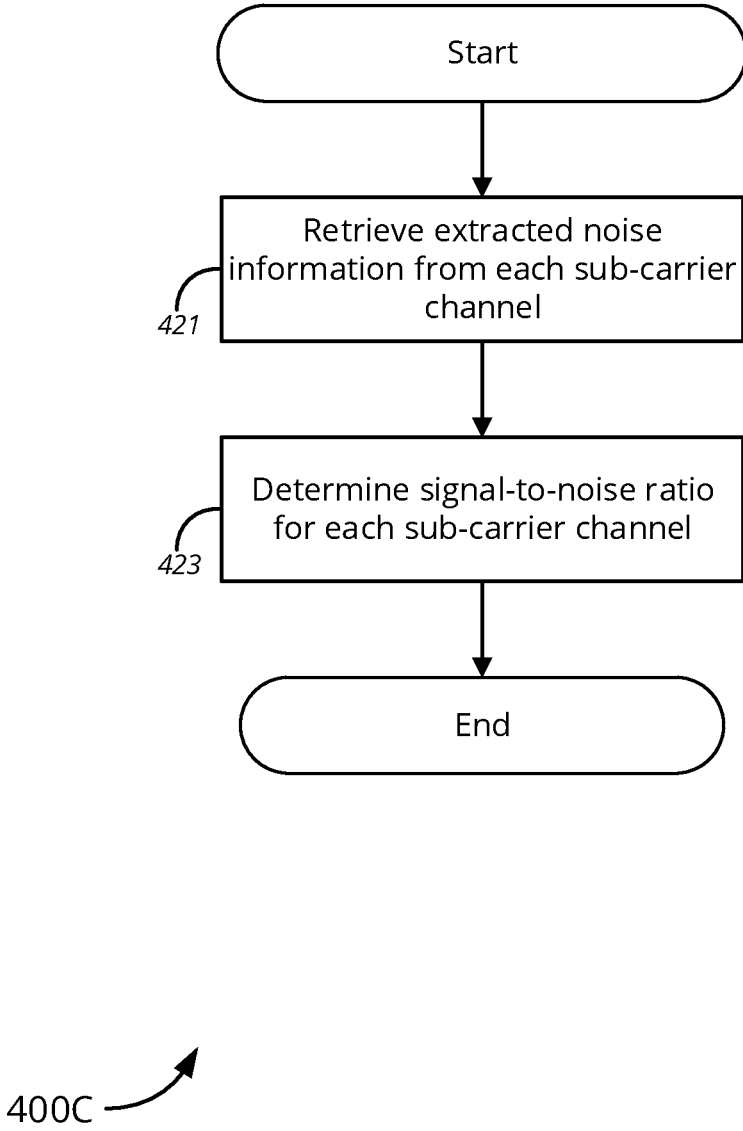 Start
Retrieve extracted noise
information from each sub-carrier
channel
421
Determine signal-to-noise ratio
for each sub-carrier channel
423
End
400C